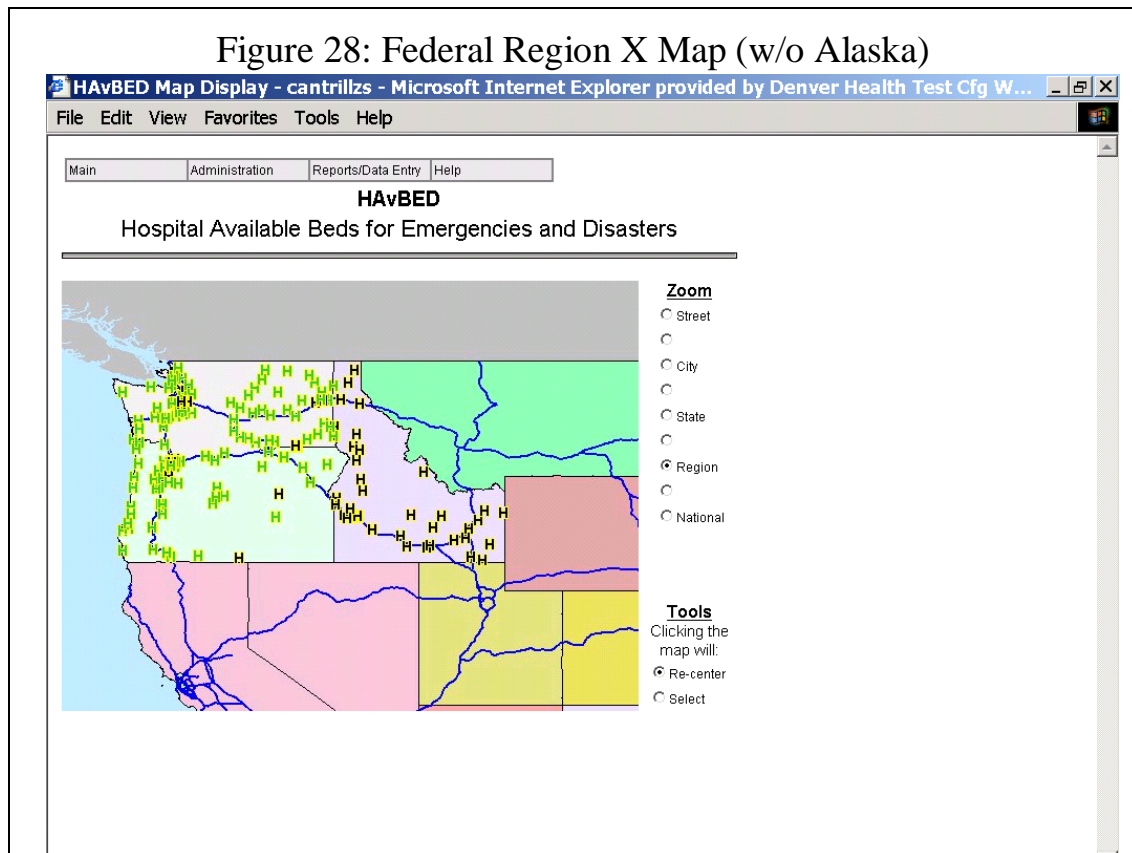 Figure 28: Federal Region X Map (w/o Alaska)
HAvBED Map Display - cantrillzs - Microsoft Internet Explorer provided by Denver Health Test Cfg W...
File Edit View Favorites Tools Help
Main Administration Reports/Data Entry Help
HAvBED
Hospital Available Beds for Emergencies and Disasters
Zoom
Street
City
State
Region
National
Tools
Clicking the
map will:
Re-center
Select